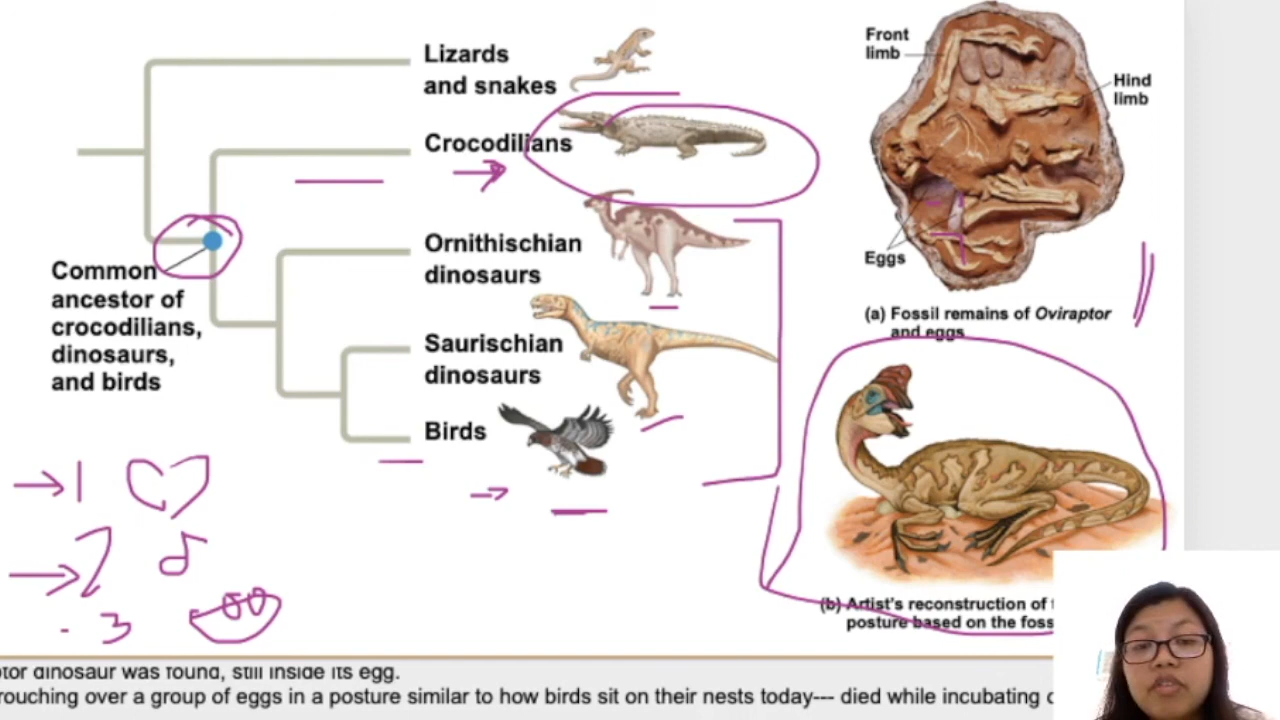 Lizards
and snakes
Crocodilians
Ornithischian
dinosaurs
Saurischian
dinosaurs
Birds
Common
ancestor of
crocodilians,
dinosaurs,
and birds
1
2
3
Front
limb
Hind
limb
Eggs
(a) Fossil remains of Oviraptor
and eggs
(b) Artist's reconstruction of
posture based on the
dinosaur was found, still inside its egg.
over a group of eggs in a posture similar to how birds sit on their nests today--- died while incubating